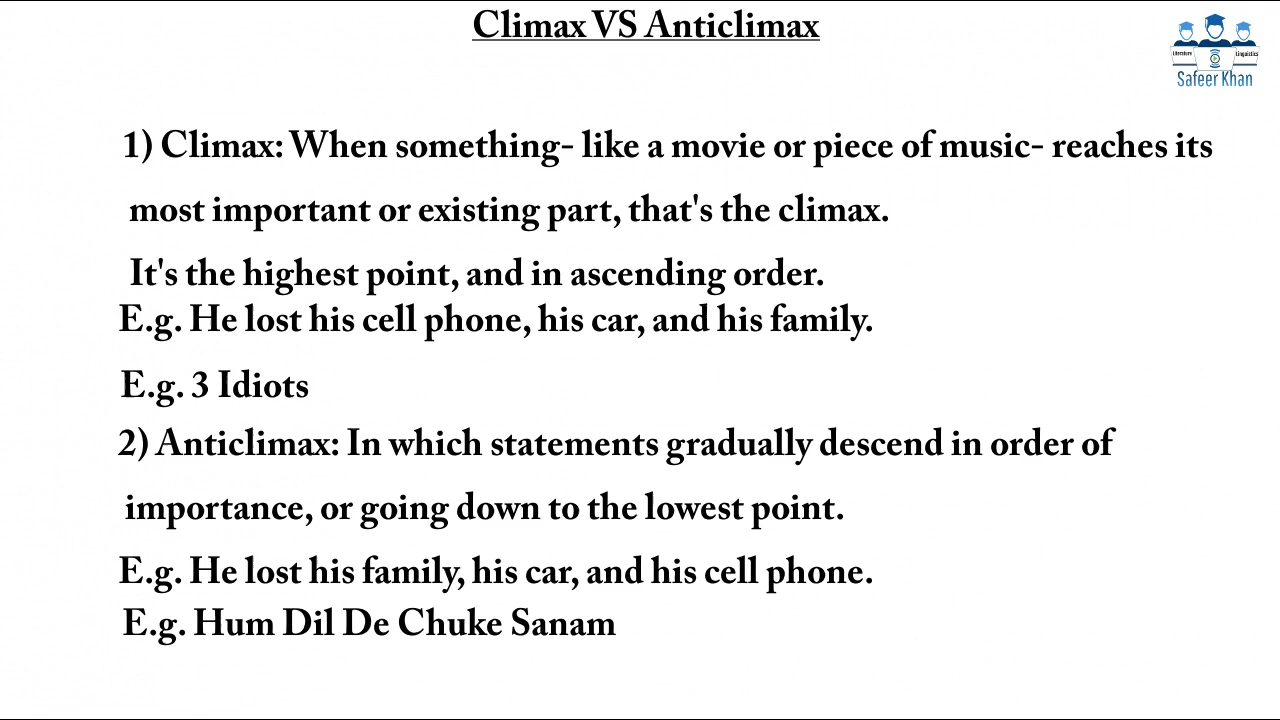 Climax VS Anticlimax
Literature Linguistics
Safeer Khan
1) Climax: When something- like a movie or piece of music- reaches its
most important or existing part, that's the climax.
It's the highest point, and in ascending order.
E.g. He lost his cell phone, his car, and his family.
E.g. 3 Idiots
2) Anticlimax: In which statements gradually descend in order of
importance, or going down to the lowest point.
E.g. He lost his family, his car, and his cell phone.
E.g. Hum Dil De Chuke Sanam